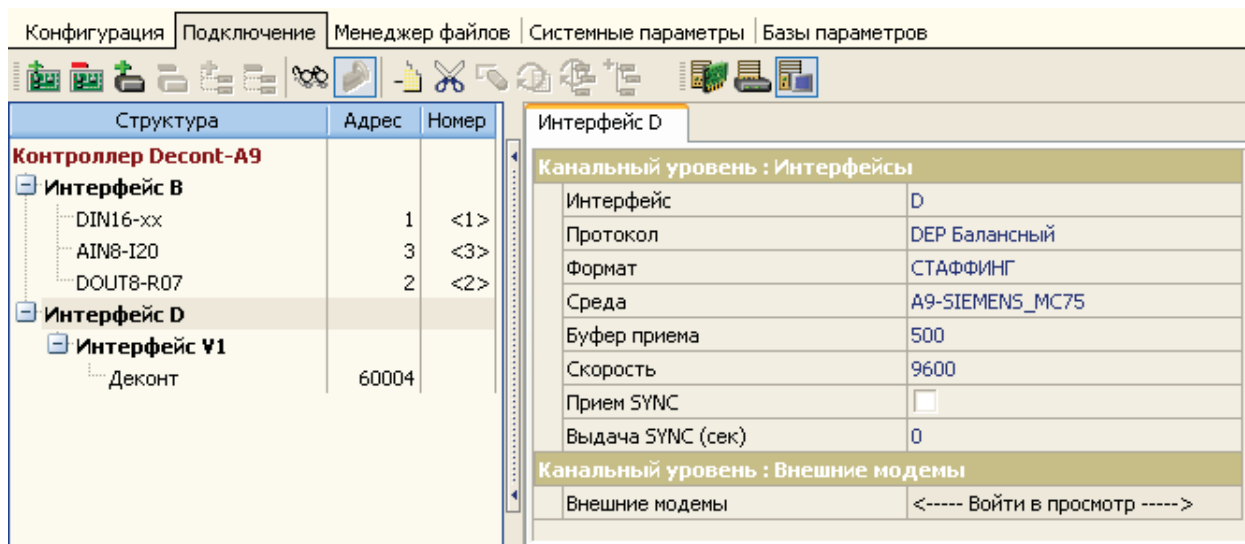 Конфигурация Подключение Менеджер файлов Системные параметры Базы параметров
Структура Адрес Номер
Контроллер Decont-A9
Интерфейс B
DIN16-xx 1 <1>
AIN8-I20 3 <3>
DOUT8-R07 2 <2>
Интерфейс D
Интерфейс V1
Деконт 60004
Интерфейс D
Канальный уровень : Интерфейсы
Интерфейс D
Протокол DEP Балансный
Формат СТАФФИНГ
Среда A9-SIEMENS_MC75
Буфер приема 500
Скорость 9600
Прием SYNC
Выдача SYNC (сек) 0
Канальный уровень : Внешние модемы
Внешние модемы <----- Войти в просмотр ----->